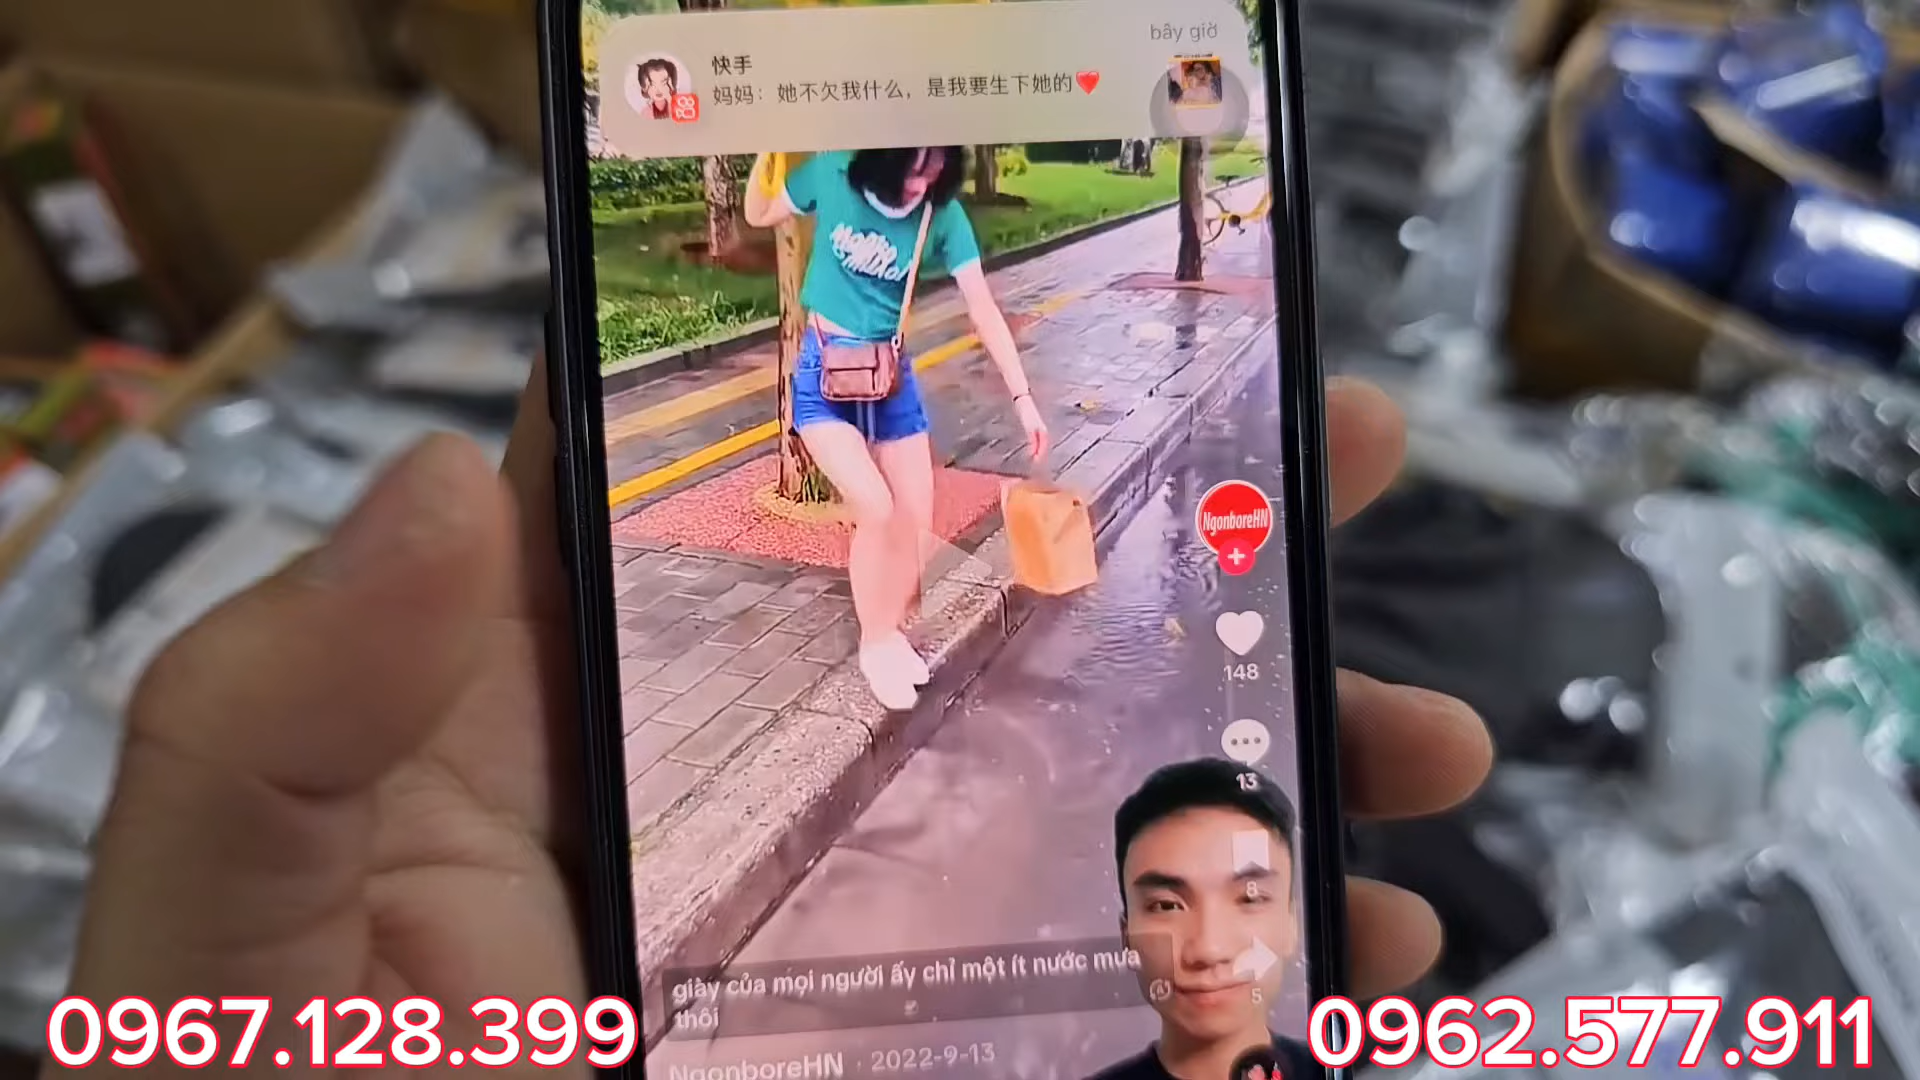 bây giờ
快手
妈妈：她不欠我什么，是我要生下她的❤️
NgonboreHN
148
13
8
giày của mọi người ấy chỉ một ít nước mưa
thôi
5
NgonboreHN · 2022-9-13
0967.128.399
0962.577.911